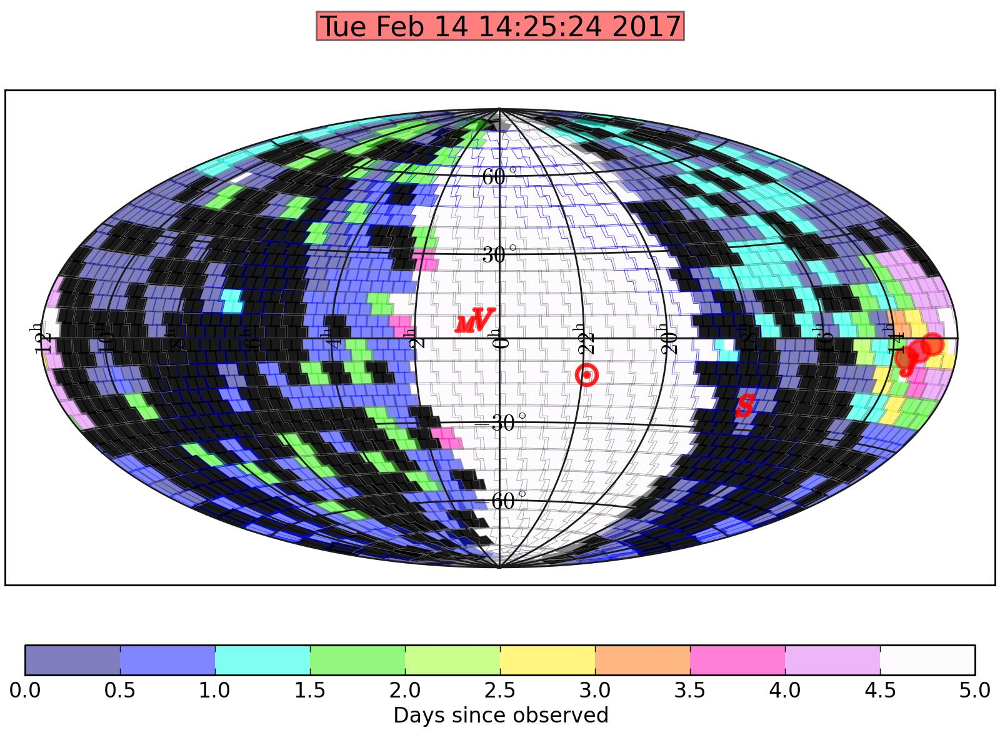 Tue Feb 14 14:25:24 2017
60°
30°
M V
12h 10h 8h 6h 4h 2h 0h 22h 20h 18h 16h 14h
J
S
−30°
−60°
0.0 0.5 1.0 1.5 2.0 2.5 3.0 3.5 4.0 4.5 5.0
Days since observed